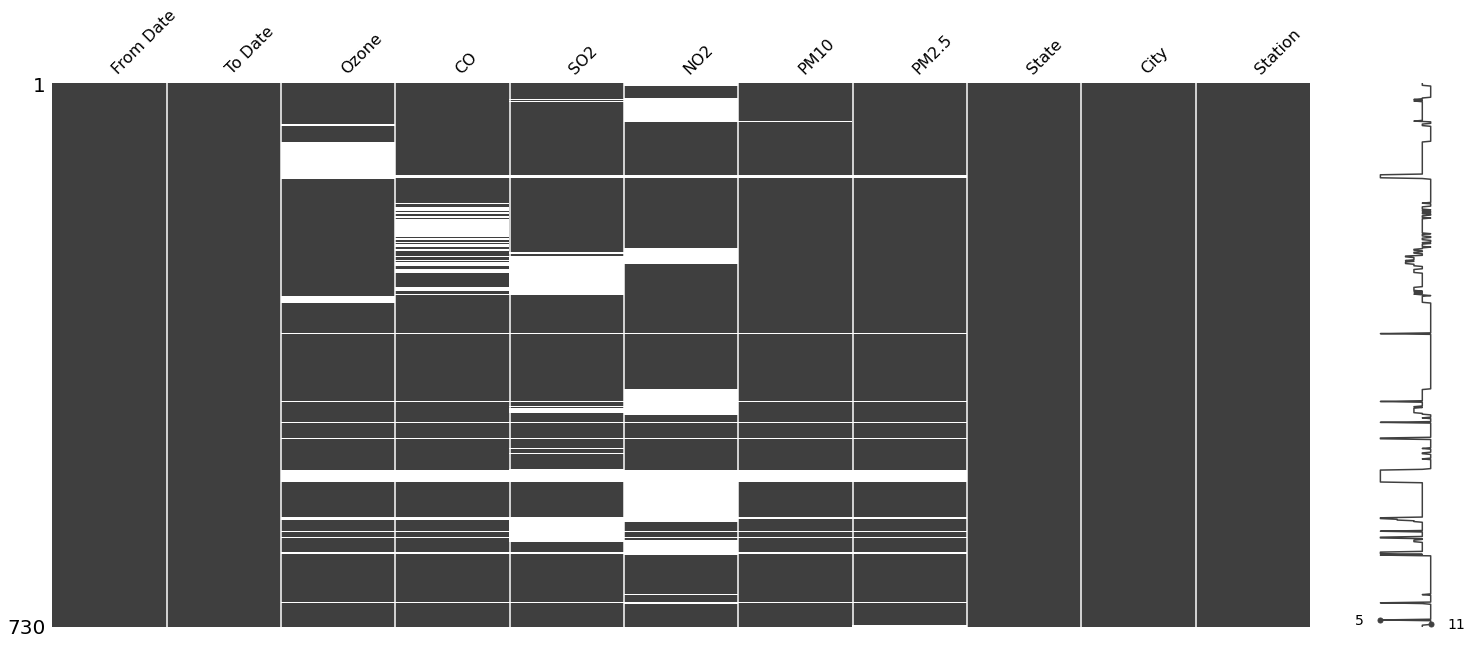 From Date
To Date
Ozone
CO
SO2
NO2
PM10
PM2.5
State
City
Station
1
730
5
11